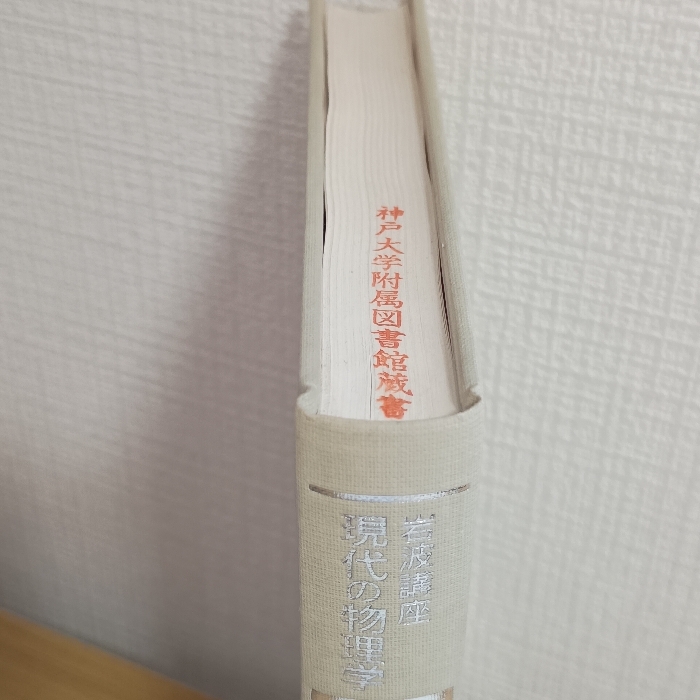 神戸大学附属図書館蔵書
岩波講座
現代の物理学